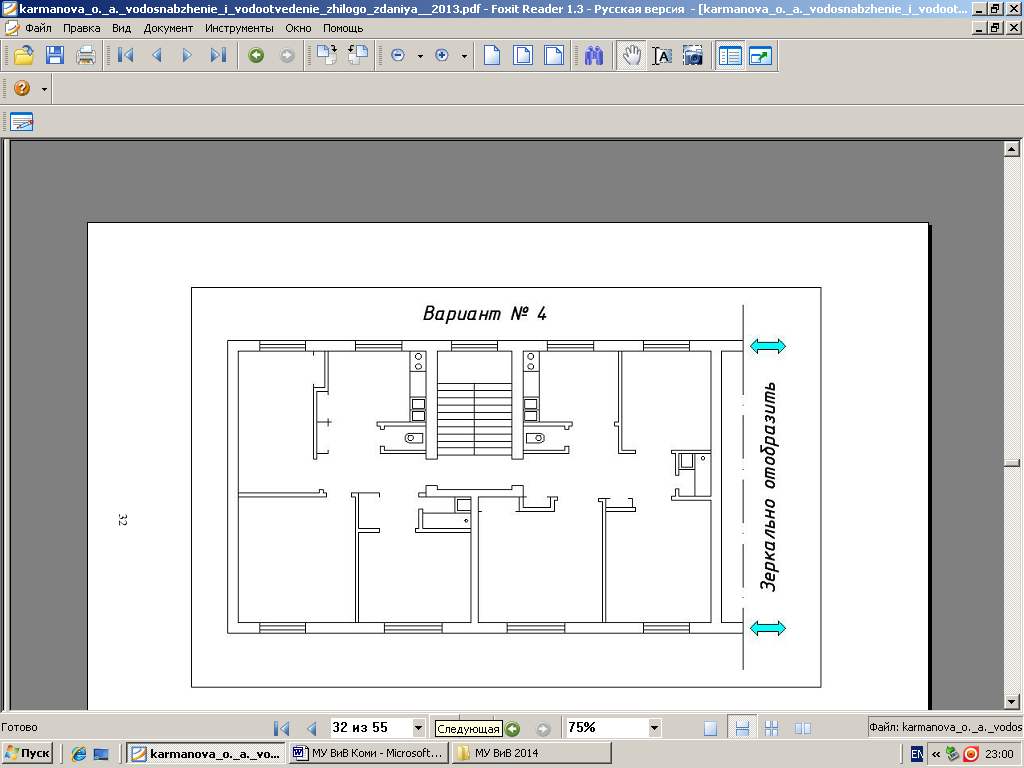 karmanova_o._a._vodosnabzhenie_i_vodootvedenie_zhilogo_zdaniya__2013.pdf - Foxit Reader 1.3 - Русская версия - [karmanova_o._a._vodosnabzhenie_i_vodoot...
Файл Правка Вид Документ Инструменты Окно Помощь
Вариант № 4
Зеркально отобразить
32
Готово
32 из 55
Следующая
75%
Файл: karmanova_o._a._vodos
Пуск
karmanova_o._a._vo...
МУ ВиВ Коми - Microsoft...
МУ ВиВ 2014
EN
23:00